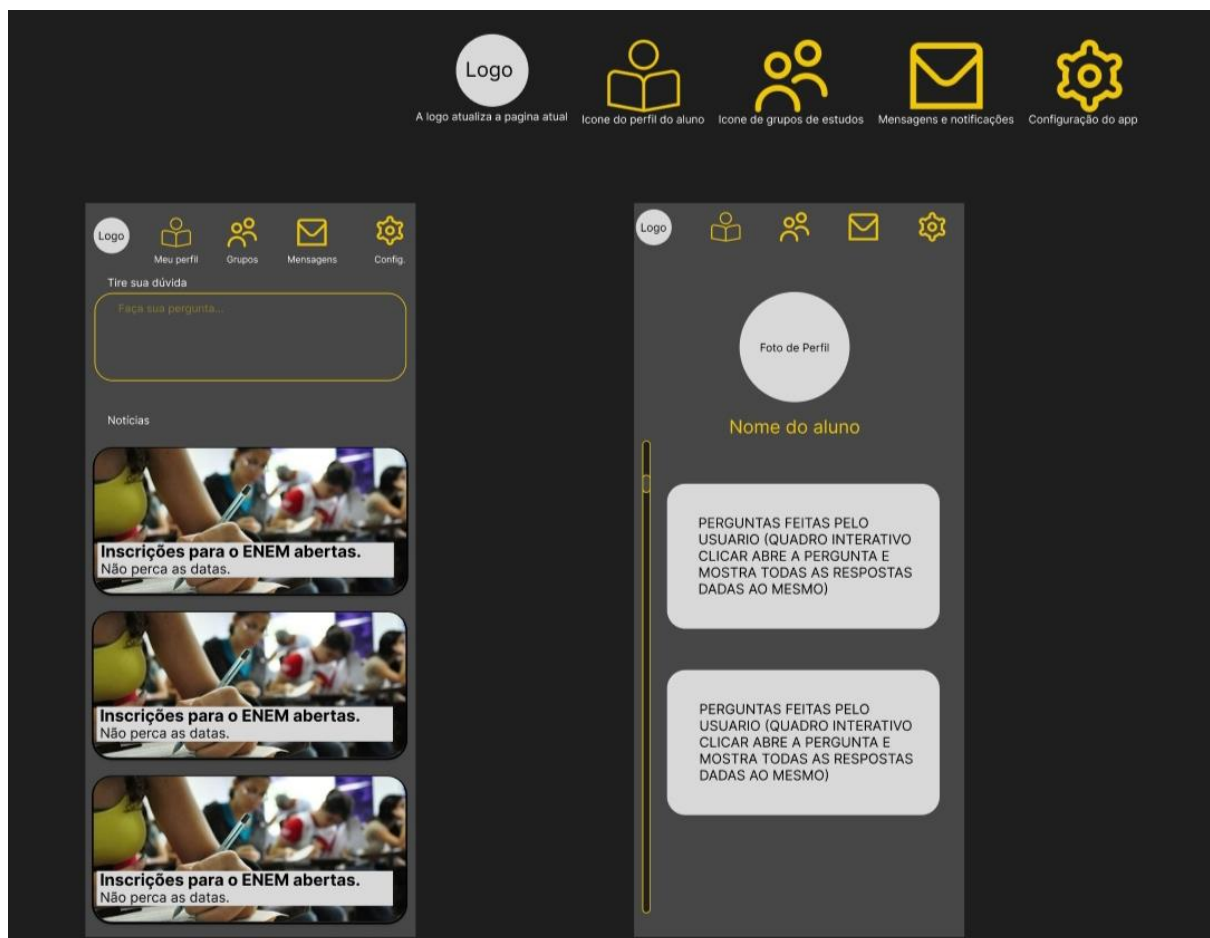 Logo
A logo atualiza a pagina atual
Icone do perfil do aluno
Icone de grupos de estudos
Mensagens e notificações
Configuração do app
Logo
Meu perfil
Grupos
Mensagens
Config.
Tire sua dúvida
Faça sua pergunta...
Notícias
Inscrições para o ENEM abertas.
Não perca as datas.
Inscrições para o ENEM abertas.
Não perca as datas.
Inscrições para o ENEM abertas.
Não perca as datas.
Logo
Foto de Perfil
Nome do aluno
PERGUNTAS FEITAS PELO
USUARIO (QUADRO INTERATIVO
CLICAR ABRE A PERGUNTA E
MOSTRA TODAS AS RESPOSTAS
DADAS AO MESMO)
PERGUNTAS FEITAS PELO
USUARIO (QUADRO INTERATIVO
CLICAR ABRE A PERGUNTA E
MOSTRA TODAS AS RESPOSTAS
DADAS AO MESMO)